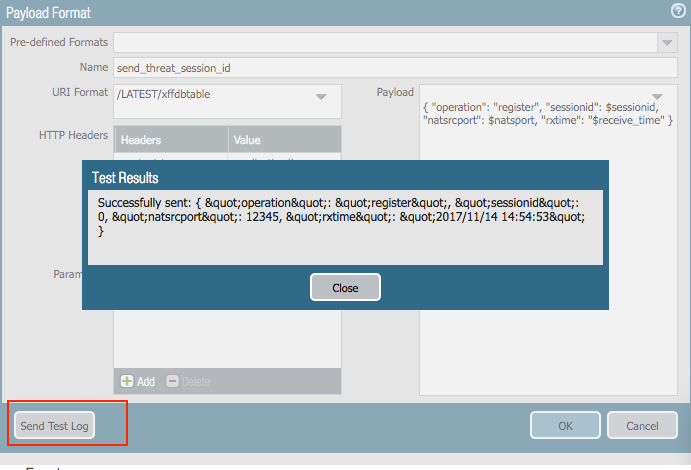 Payload Format
Pre-defined Formats
Name send_threat_session_id
URI Format /LATEST/xffdbtable
Payload { "operation": "register", "sessionid": $sessionid,
"natsrcport": $natsport, "rxtime": "$receive_time" }
HTTP Headers Headers Value
Test Results
Successfully sent: { &quot;operation&quot;: &quot;register&quot;, &quot;sessionid&quot;:
0, &quot;natsrcport&quot;: 12345, &quot;rxtime&quot;: &quot;2017/11/14 14:54:53&quot;
}
Close
Param
Add Delete
Send Test Log OK Cancel